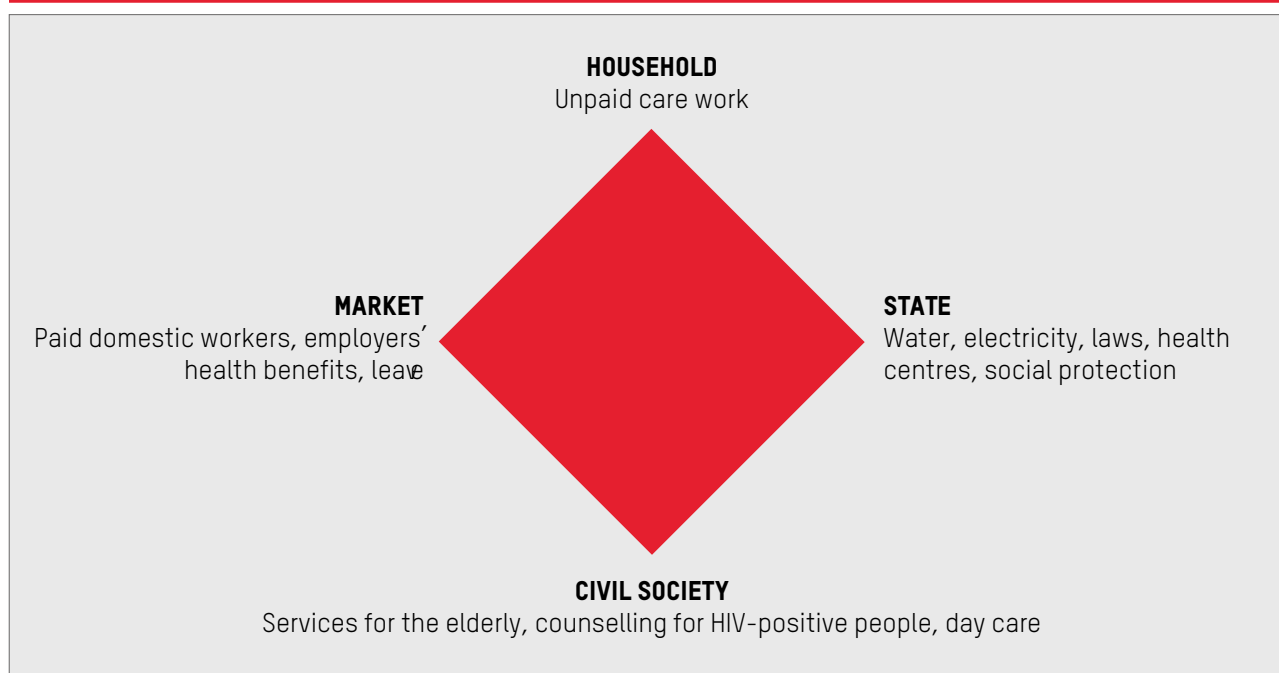 HOUSEHOLD
Unpaid care work
MARKET
Paid domestic workers, employers’
health benefits, leave
STATE
Water, electricity, laws, health
centres, social protection
CIVIL SOCIETY
Services for the elderly, counselling for HIV-positive people, day care